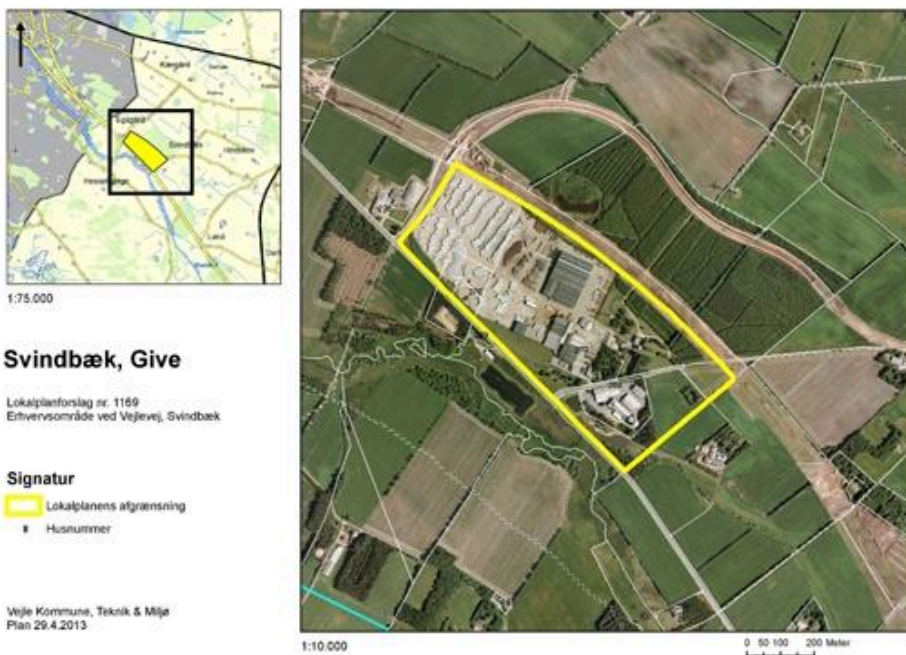 Kærgård
Svindbæk
1:75.000
Svindbæk, Give
Lokalplanforslag nr. 1169
Erhvervsområde ved Vejlevej, Svindbæk
Signatur
Lokalplanens afgrænsning
Husnummer
Vejle Kommune, Teknik & Miljø
Plan 29.4.2013
1:10.000
0 50 100 200 Meter